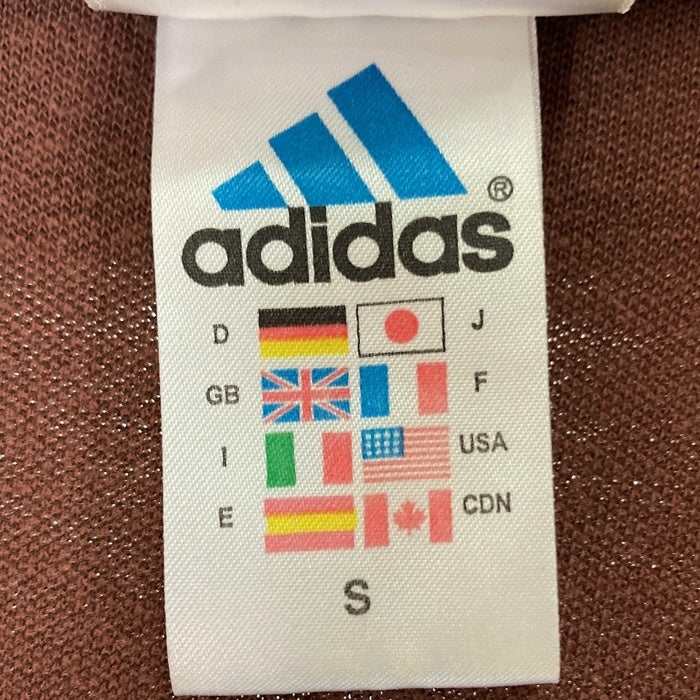 adidas®
D J
GB F
I USA
E CDN
S